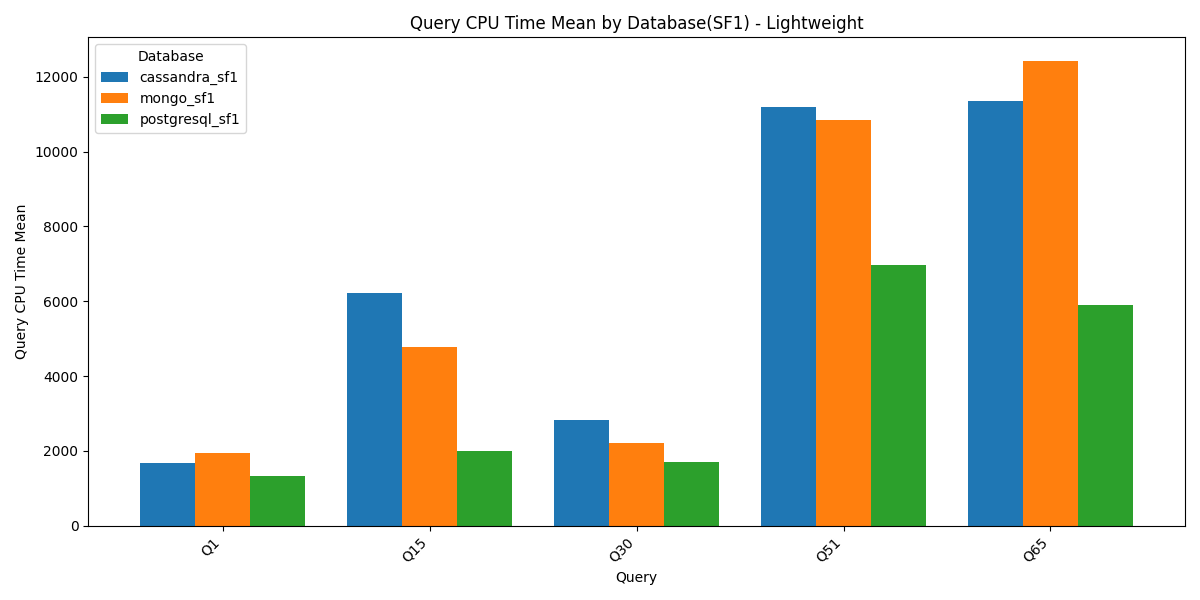 Query CPU Time Mean by Database(SF1) - Lightweight
Database
cassandra_sf1
mongo_sf1
postgresql_sf1
Query CPU Time Mean
12000
10000
8000
6000
4000
2000
0
Q1
Q15
Q30
Q51
Q65
Query